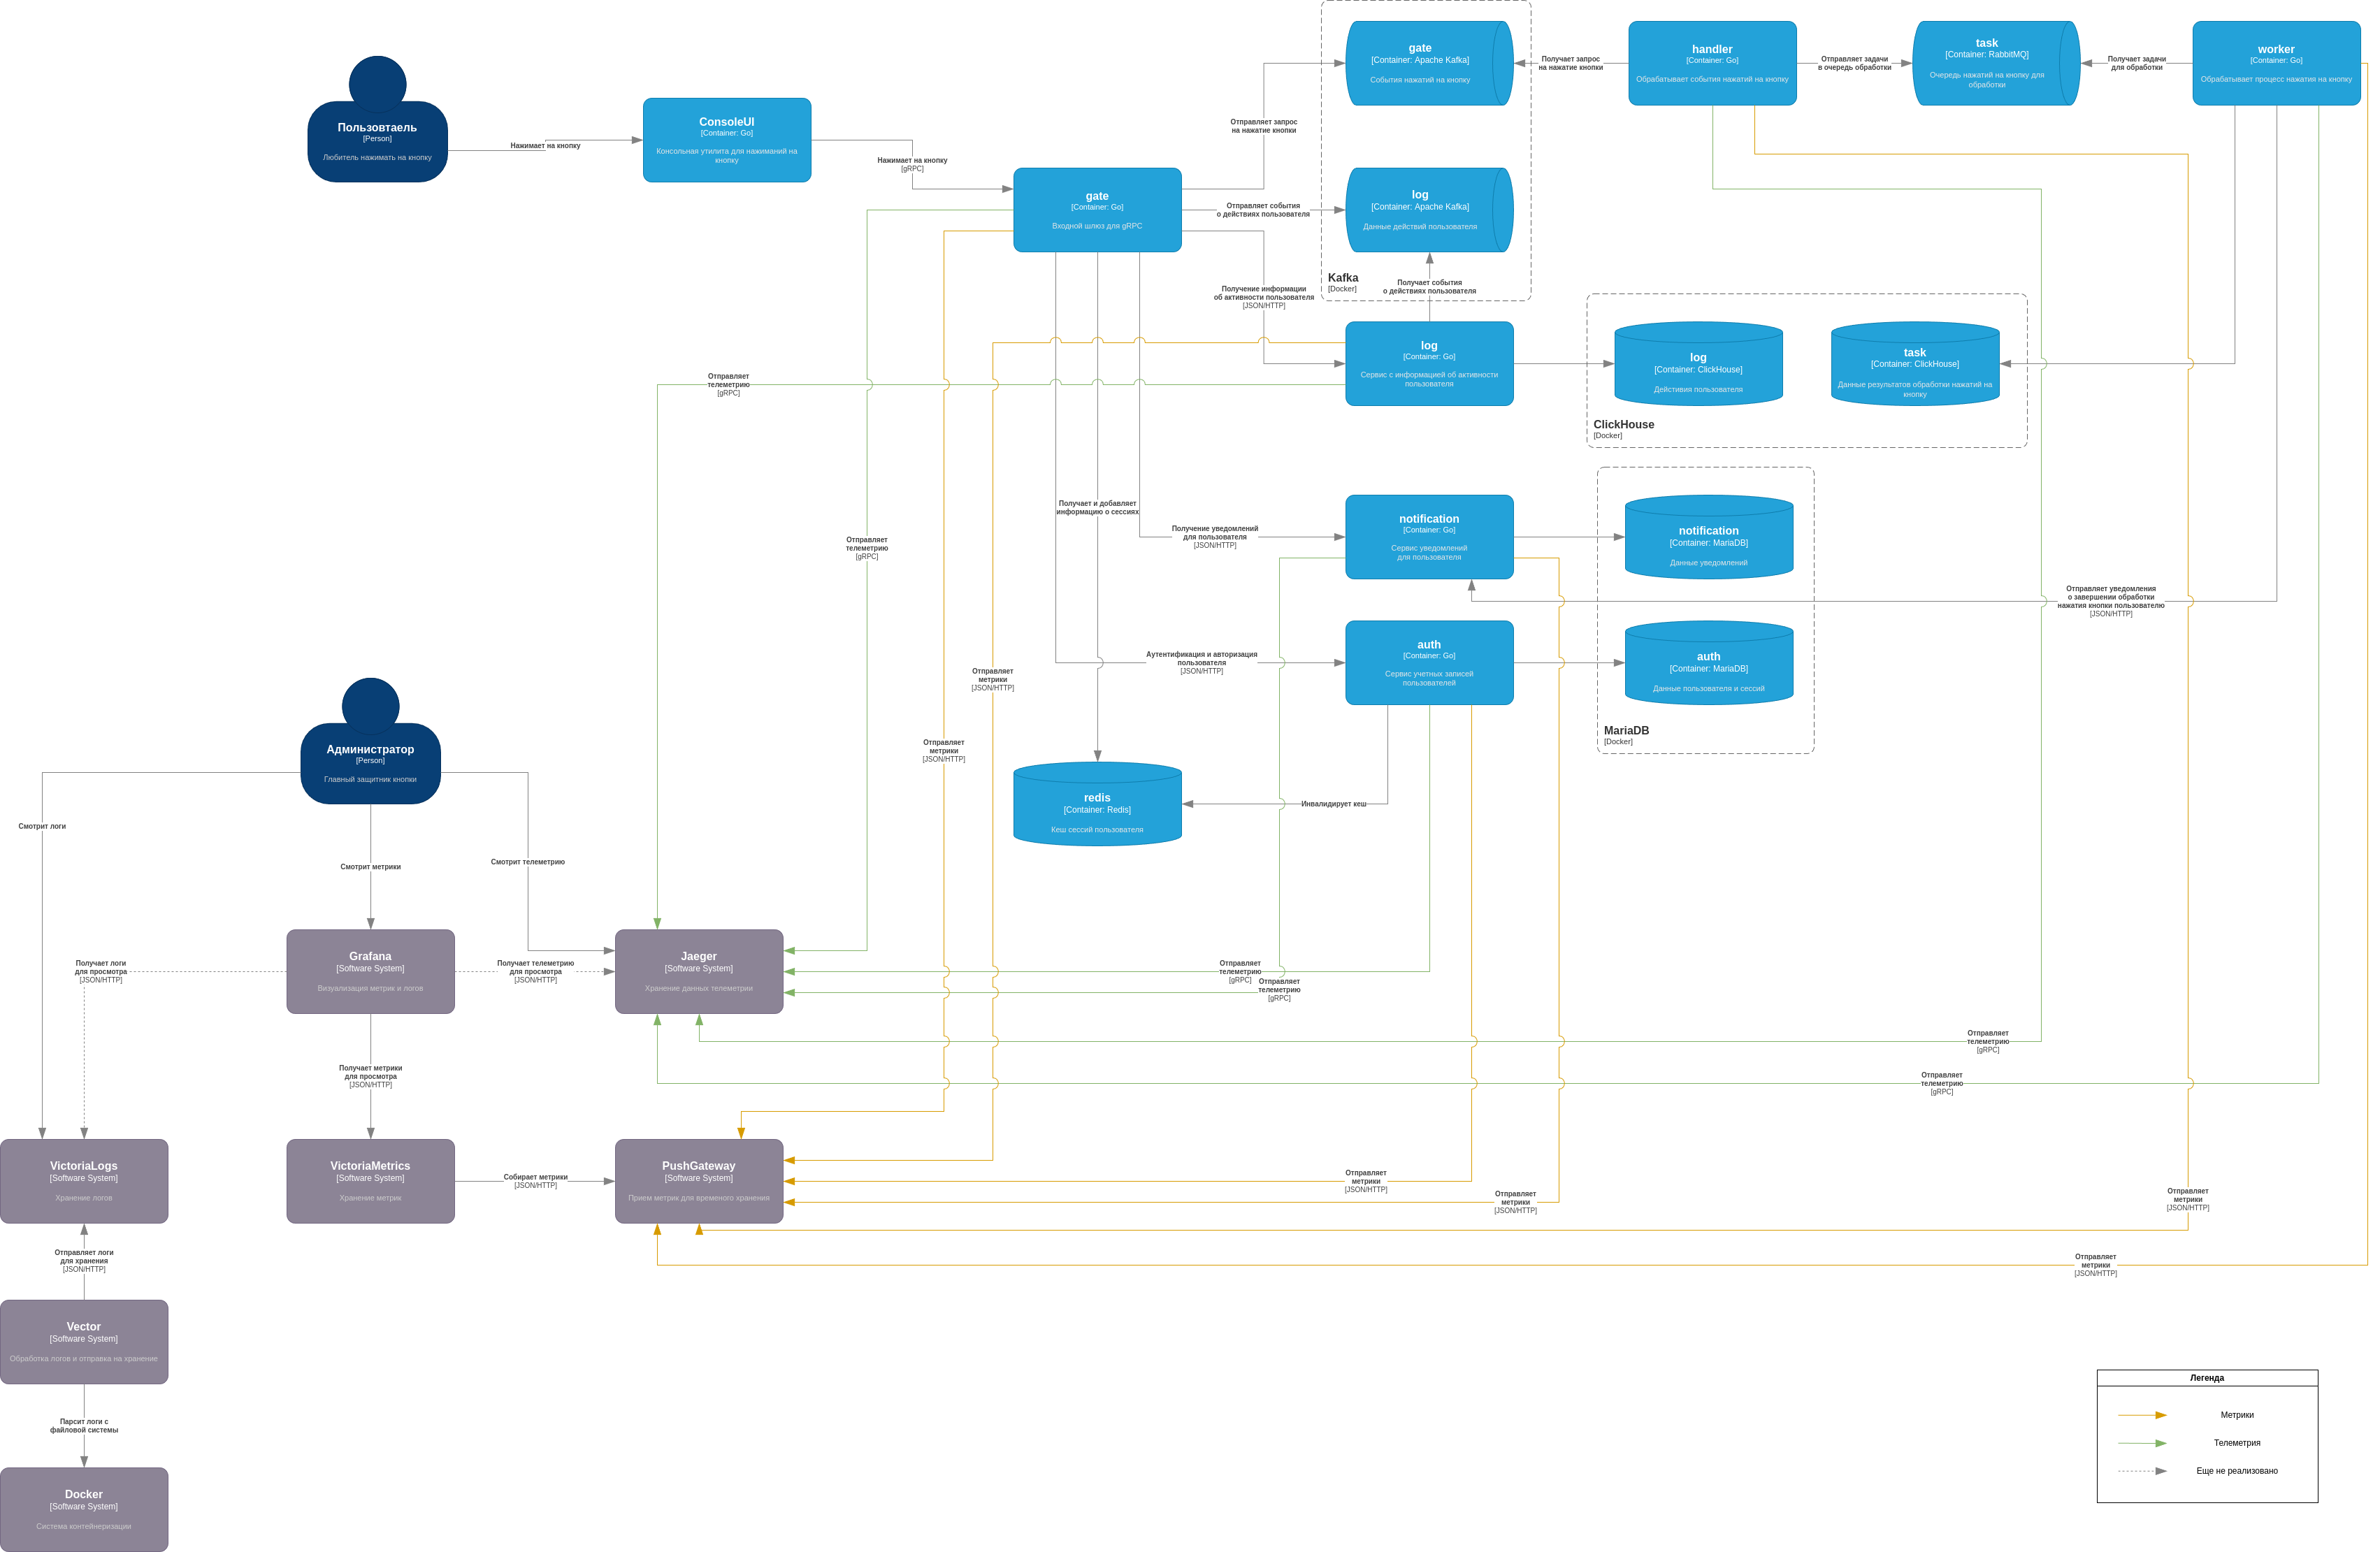 Пользовтаель
[Person]
Любитель нажимать на кнопку
Нажимает на кнопку
ConsoleUI
[Container: Go]
Консольная утилита для нажиманий на
кнопку
Нажимает на кнопку
[gRPC]
gate
[Container: Go]
Входной шлюз для gRPC
Отправляет запрос
на нажатие кнопки
Отправляет события
о действиях пользователя
Получение информации
об активности пользователя
[JSON/HTTP]
gate
[Container: Apache Kafka]
События нажатий на кнопку
log
[Container: Apache Kafka]
Данные действий пользователя
Kafka
[Docker]
Получает события
о действиях пользователя
Получает запрос
на нажатие кнопки
handler
[Container: Go]
Обрабатывает события нажатий на кнопку
Отправляет задачи
в очередь обработки
task
[Container: RabbitMQ]
Очередь нажатий на кнопку для
обработки
Получает задачи
для обработки
worker
[Container: Go]
Обрабатывает процесс нажатия на кнопку
log
[Container: Go]
Сервис с информацией об активности
пользователя
log
[Container: ClickHouse]
Дейстивия пользователя
task
[Container: ClickHouse]
Данные результатов обработки нажатий на
кнопку
ClickHouse
[Docker]
Отправляет
телеметрию
[gRPC]
Отправляет
телеметрию
[gRPC]
Получает и добавляет
информацию о сессиях
Получение уведомлений
для пользователя
[JSON/HTTP]
notification
[Container: Go]
Сервис уведомлений
для пользователя
notification
[Container: MariaDB]
Данные уведомлений
Отправляет уведомления
о завершении обработки
нажатия кнопки пользователю
[JSON/HTTP]
Аутентификация и авторизация
пользователя
[JSON/HTTP]
auth
[Container: Go]
Сервис учетных записей
пользователей
auth
[Container: MariaDB]
Данные пользователя и сессий
MariaDB
[Docker]
Отправляет
метрики
[JSON/HTTP]
Отправляет
метрики
[JSON/HTTP]
redis
[Container: Redis]
Кеш сессий пользователя
Инвалидирует кеш
Администратор
[Person]
Главный защитник кнопки
Смотрит логи
Смотрит метрики
Смотрит телеметрию
Grafana
[Software System]
Визуализация метрик и логов
Получает логи
для просмотра
[JSON/HTTP]
Получает телеметрию
для просмотра
[JSON/HTTP]
Jaeger
[Software System]
Хранение данных телеметрии
Отправляет
телеметрию
[gRPC]
Отправляет
телеметрию
[gRPC]
Отправляет
телеметрию
[gRPC]
Отправляет
телеметрию
[gRPC]
Получает метрики
для просмотра
[JSON/HTTP]
VictoriaLogs
[Software System]
Хранение логов
VictoriaMetrics
[Software System]
Хранение метрик
Собирает метрики
[JSON/HTTP]
PushGateway
[Software System]
Прием метрик для временого хранения
Отправляет
метрики
[JSON/HTTP]
Отправляет
метрики
[JSON/HTTP]
Отправляет
метрики
[JSON/HTTP]
Отправляет
метрики
[JSON/HTTP]
Отправляет логи
для хранения
[JSON/HTTP]
Vector
[Software System]
Обработка логов и отправка на хранение
Парсит логи с
файловой системы
Docker
[Software System]
Система контейнеризации
Легенда
Метрики
Телеметрия
Еще не реализовано